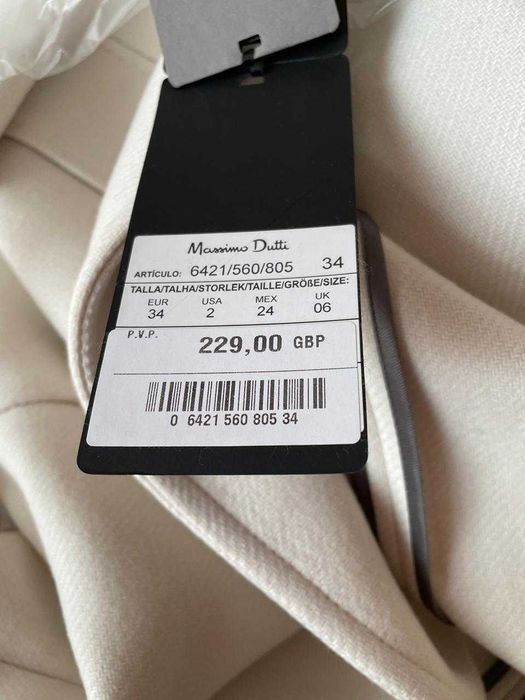 Massimo Dutti
ARTÍCULO: 6421/560/805 34
TALLA/TALHA/STORLEK/TAILLE/GRÖßE/SIZE:
EUR USA MEX UK
34 2 24 06
P.V.P. 229,00 GBP
0 6421 560 805 34